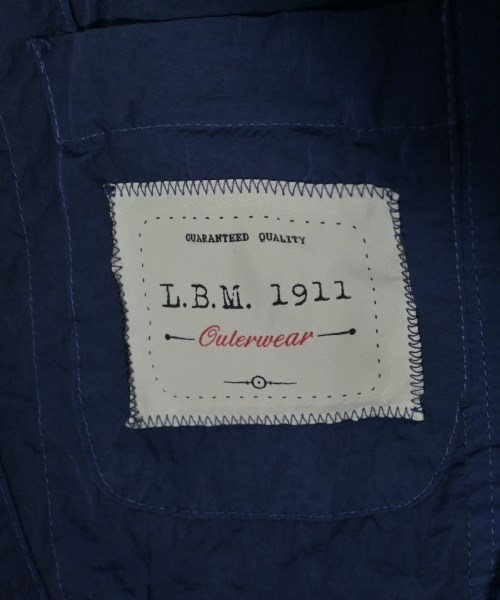 GUARANTEED QUALITY
L.B.M. 1911
Outerwear